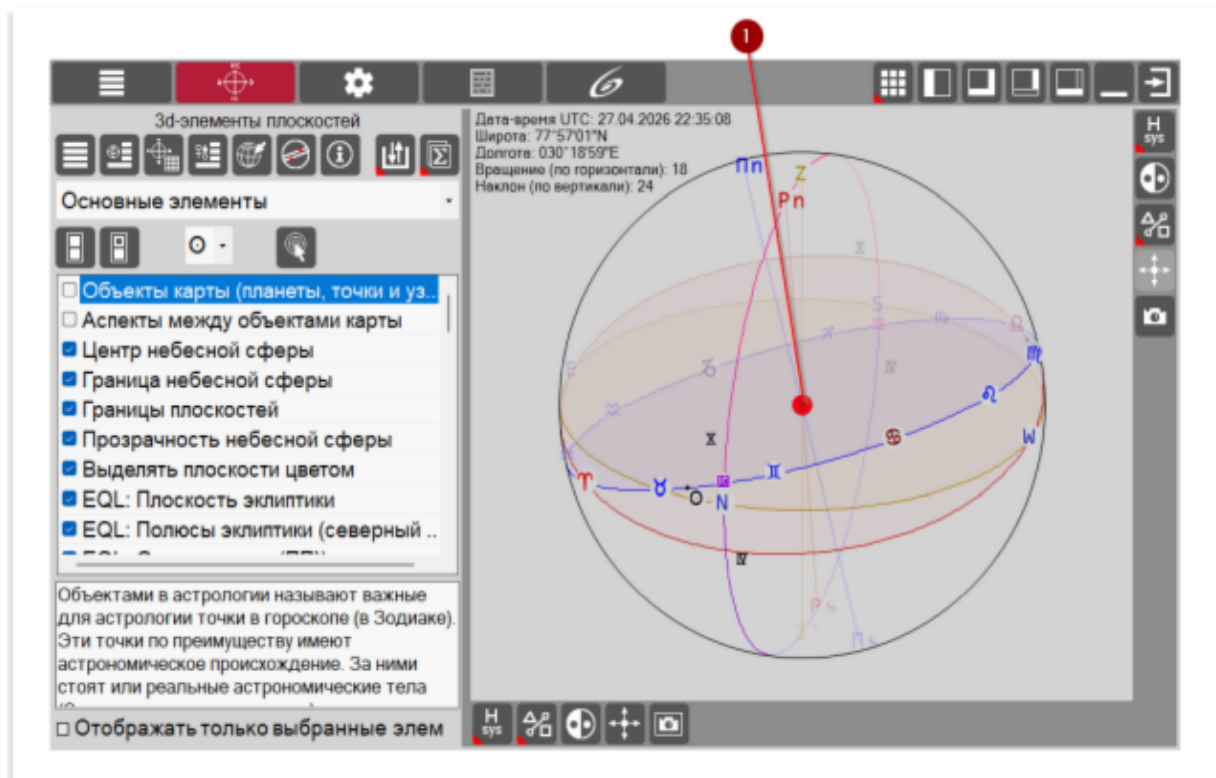 1
3d-элементы плоскостей
Основные элементы
Объекты карты (планеты, точки и уз..
Аспекты между объектами карты
Центр небесной сферы
Граница небесной сферы
Границы плоскостей
Прозрачность небесной сферы
Выделять плоскости цветом
EQL: Плоскость эклиптики
EQL: Полюсы эклиптики (северный ..
Объектами в астрологии называют важные
для астрологии точки в гороскопе (в Зодиаке).
Эти точки по преимуществу имеют
астрономическое происхождение. За ними
стоят или реальные астрономические тела
Отображать только выбранные элем
Дата-время UTC: 27.04.2026 22:35:08
Широта: 77°57'01"N
Долгота: 030°18'59"E
Вращение (по горизонтали): 18
Наклон (по вертикали): 24
Пn
Z
Pn
X
S
IV
♓
♌
♍
♑
♒
♋
W
X
♈
♉
♊
O
N
IV
Ps
Z'
Пs
H
sys
H
sys